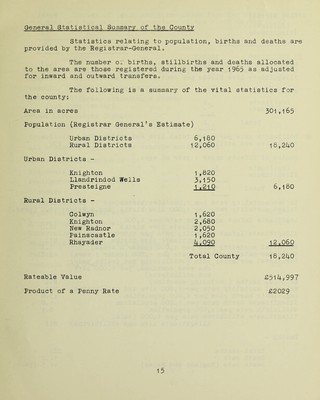 General Statistical Summary of the County
Statistics relating to population, births and deaths are
provided by the Registrar-General.
The number of births, stillbirths and deaths allocated
to the area are those registered during the year 1965 as adjusted
for inward and outward transfers.
The following is a summary of the vital statistics for
the county:
Area in acres 301,165
Population (Registrar General's Estimate)
Urban Districts 6,180
Rural Districts 12,060 18,240
Urban Districts -
Knighton 1,820
Llandrindod Wells 3,150
Presteigne 1,210 6,180
Rural Districts -
Colwyn 1,620
Knighton 2,680
New Radnor 2,050
Painscastle 1,620
Rhayader 4,090 12,060
Total County 18,240
Rateable Value £514,997
Product of a Penny Rate £2029
15